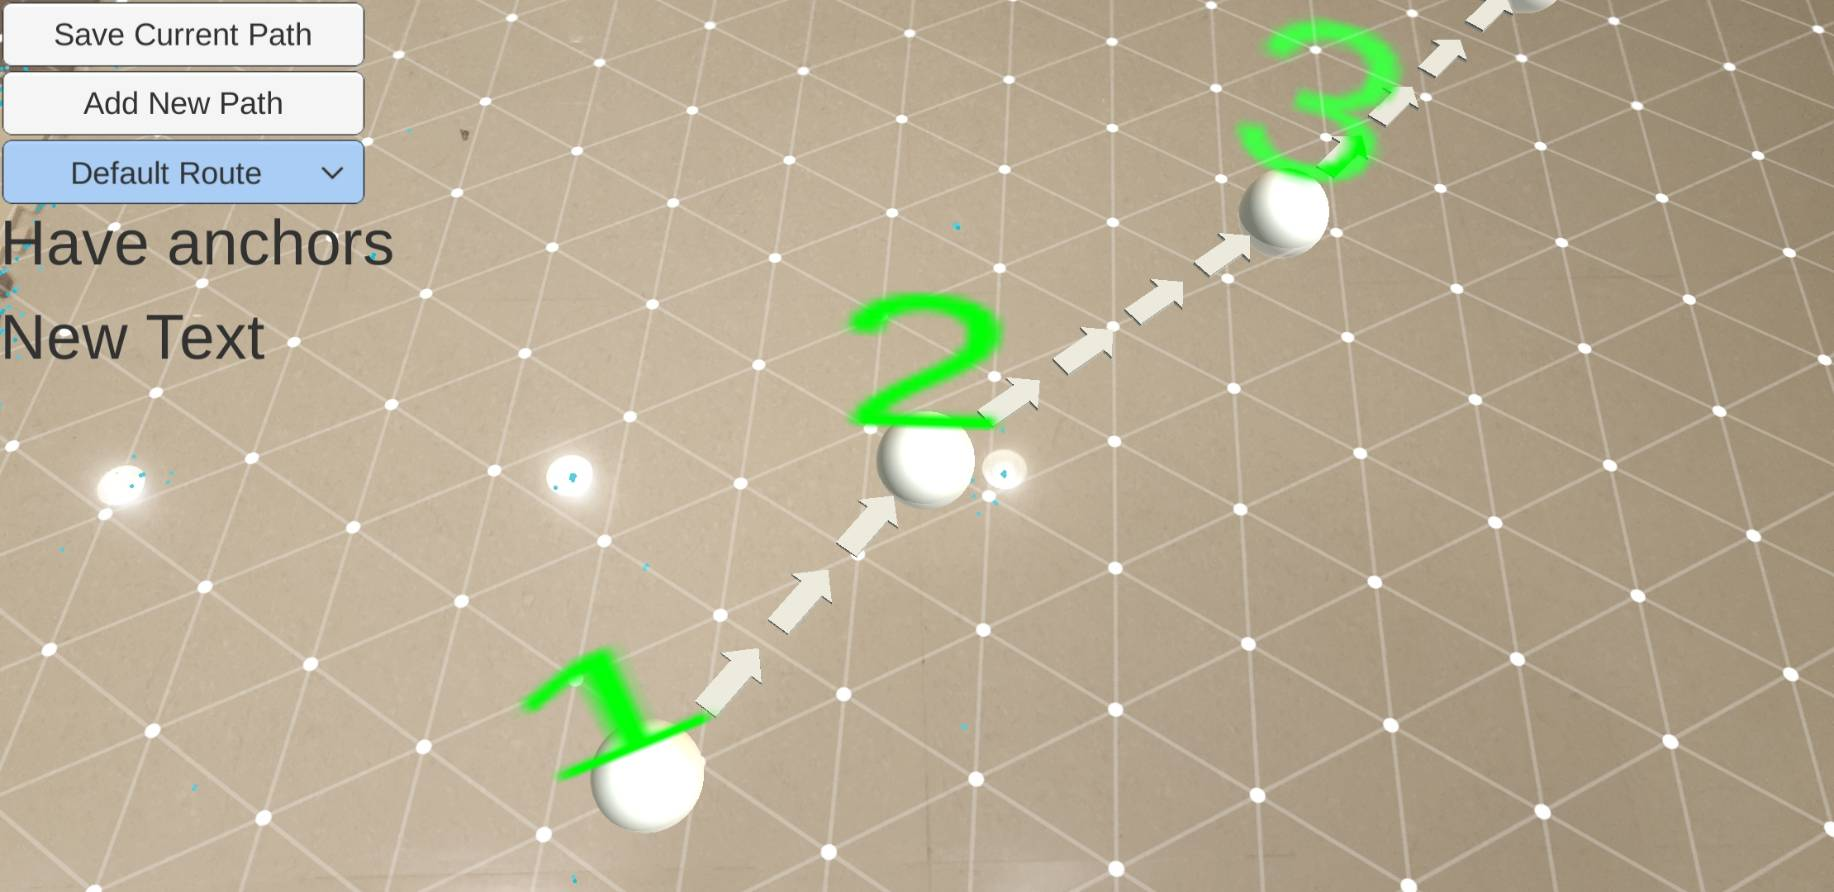 Save Current Path
Add New Path
Default Route
Have anchors
New Text
3
2
1